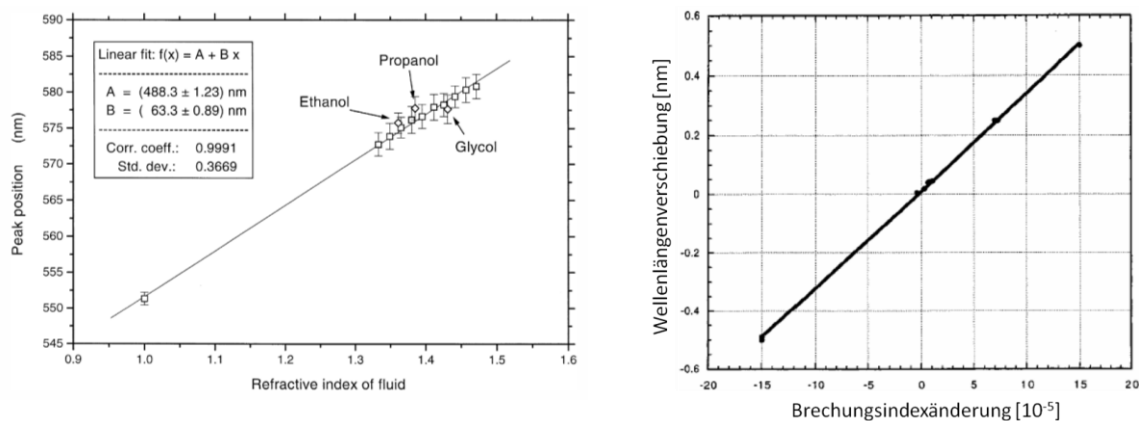 590
585
580
575
570
565
560
555
550
545
Peak position (nm)
Linear fit: f(x) = A + B x
A = (488.3 ± 1.23) nm
B = ( 63.3 ± 0.89) nm
Corr. coeff.: 0.9991
Std. dev.: 0.3669
Propanol
Ethanol
Glycol
0.9 1.0 1.1 1.2 1.3 1.4 1.5 1.6
Refractive index of fluid
0.6
0.4
0.2
0
-0.2
-0.4
-0.6
Wellenlängenverschiebung [nm]
-20 -15 -10 -5 0 5 10 15 20
Brechungsindexänderung [10⁻⁵]